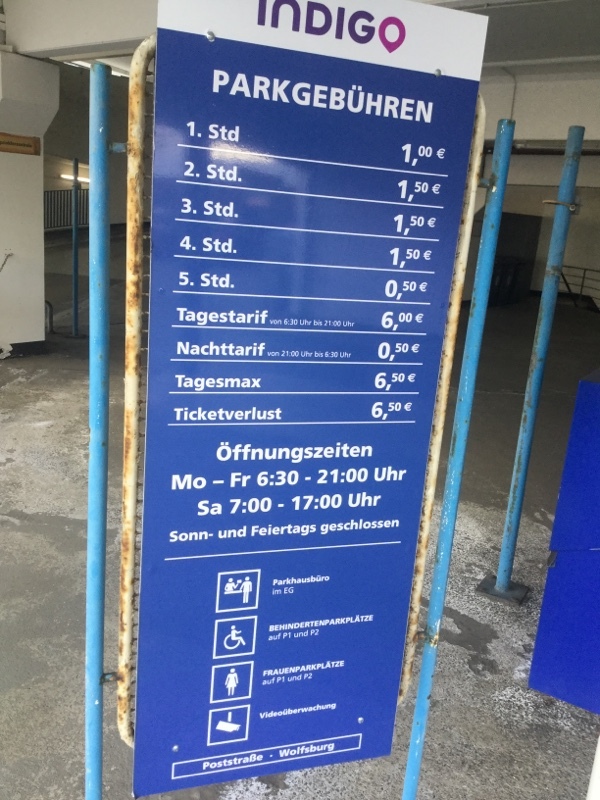 INDIGO
PARKGEBÜHREN
1. Std 1,00 €
2. Std. 1,50 €
3. Std. 1,50 €
4. Std. 1,50 €
5. Std. 0,50 €
Tagestarif von 6:30 Uhr bis 21:00 Uhr 6,00 €
Nachttarif von 21:00 Uhr bis 6:30 Uhr 0,50 €
Tagesmax 6,50 €
Ticketverlust 6,50 €
Öffnungszeiten
Mo – Fr 6:30 - 21:00 Uhr
Sa 7:00 - 17:00 Uhr
Sonn- und Feiertags geschlossen
Parkhausbüro
im EG
BEHINDERTENPARKPLÄTZE
auf P1 und P2
FRAUENPARKPLÄTZE
auf P1 und P2
Videoüberwachung
Poststraße · Wolfsburg